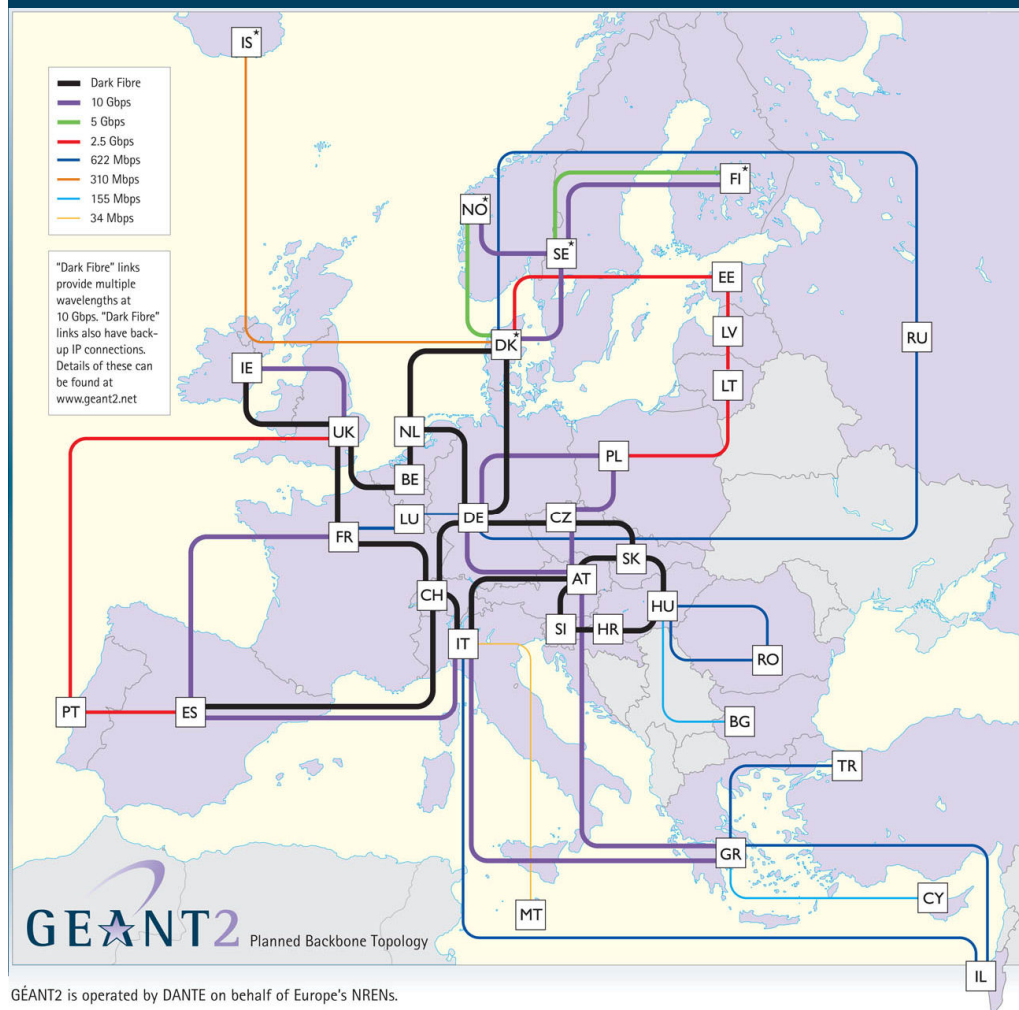 IS*
Dark Fibre
10 Gbps
5 Gbps
2.5 Gbps
622 Mbps
310 Mbps
155 Mbps
34 Mbps
"Dark Fibre" links
provide multiple
wavelengths at
10 Gbps. "Dark Fibre"
links also have back-
up IP connections.
Details of these can
be found at
www.geant2.net
FI*
NO*
SE*
EE
LV
RU
DK*
IE
LT
UK
NL
PL
BE
LU
DE
CZ
FR
SK
AT
CH
HU
SI
HR
IT
RO
PT
ES
BG
TR
GR
CY
MT
IL
GEANT2 Planned Backbone Topology
GÉANT2 is operated by DANTE on behalf of Europe's NRENs.